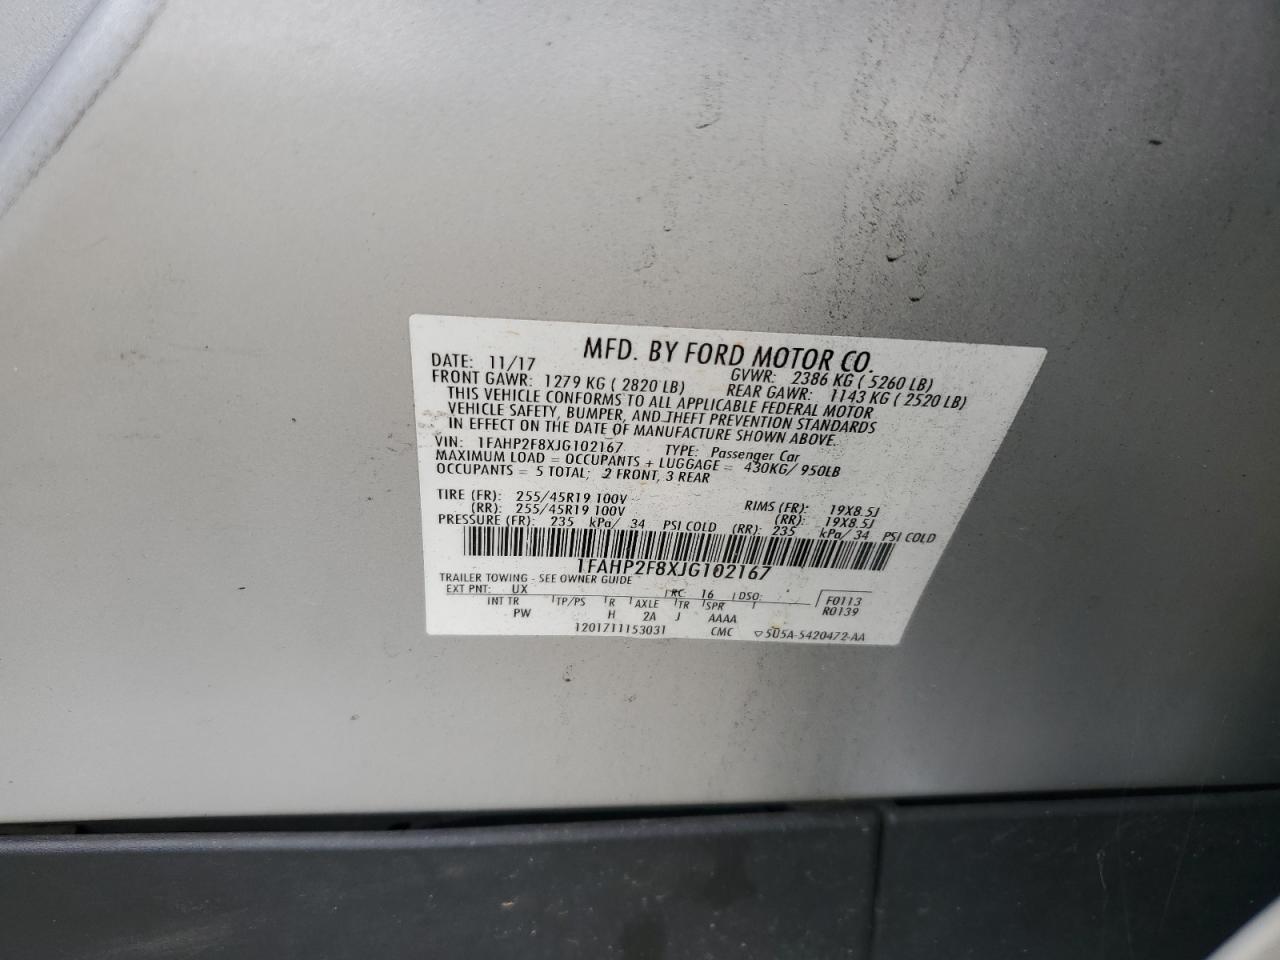 MFD. BY FORD MOTOR CO.
DATE: 11/17 GVWR: 2386 KG ( 5260 LB)
FRONT GAWR: 1279 KG ( 2820 LB) REAR GAWR: 1143 KG ( 2520 LB)
THIS VEHICLE CONFORMS TO ALL APPLICABLE FEDERAL MOTOR
VEHICLE SAFETY, BUMPER, AND THEFT PREVENTION STANDARDS
IN EFFECT ON THE DATE OF MANUFACTURE SHOWN ABOVE.
VIN: 1FAHP2F8XJG102167 TYPE: Passenger Car
MAXIMUM LOAD = OCCUPANTS + LUGGAGE = 430KG/ 950LB
OCCUPANTS = 5 TOTAL; 2 FRONT, 3 REAR
TIRE (FR): 255/45R19 100V RIMS (FR): 19X8.5J
(RR): 255/45R19 100V (RR): 19X8.5J
PRESSURE (FR): 235 kPa/ 34 PSI COLD (RR): 235 kPa/ 34 PSI COLD
1FAHP2F8XJG102167
TRAILER TOWING - SEE OWNER GUIDE
EXT PNT: UX RC: 16 DSO: F0113
INT TR TP/PS R AXLE TR SPR R0139
PW H 2A J AAAA
1201711153031 CMC ▽5U5A-5420472-AA